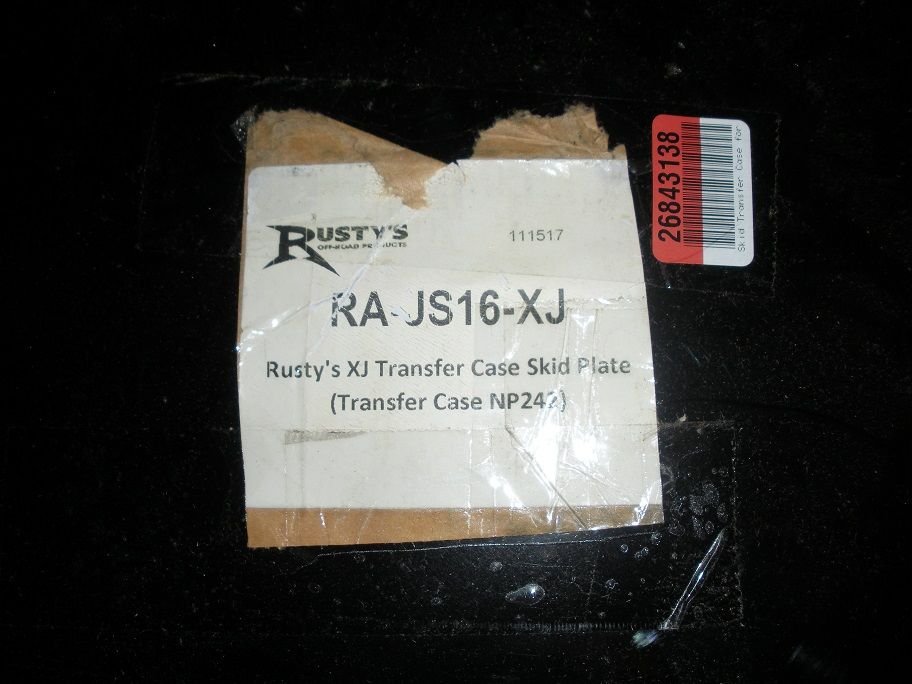 RUSTY'S
OFF-ROAD PRODUCTS
111517
RA-JS16-XJ
Rusty's XJ Transfer Case Skid Plate
(Transfer Case NP242)
26843138
Skid Transfer Case for